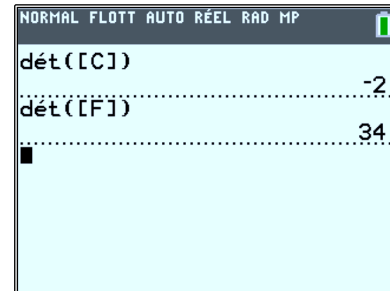 NORMAL FLOTT AUTO RÉEL RAD MP
dét([C])
-2
dét([F])
34